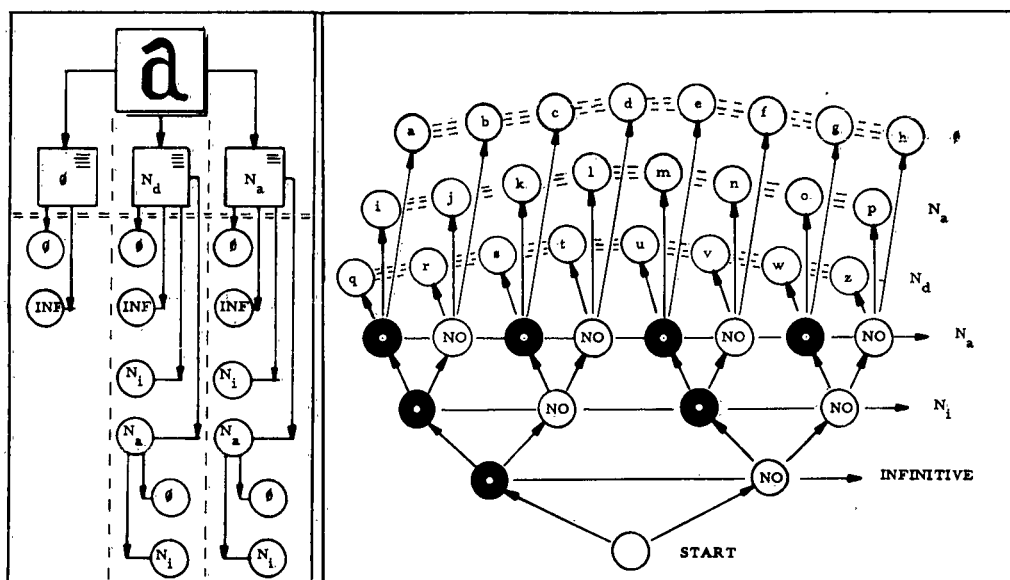 a
ø N_d N_a
ø ø ø
INF INF INF
N_i N_i
N_a N_a
ø ø
N_i N_i
a b c d e f g h ø
i j k l m n o p N_a
q r s t u v w z N_d
NO NO NO NO N_a
NO NO N_i
NO INFINITIVE
START